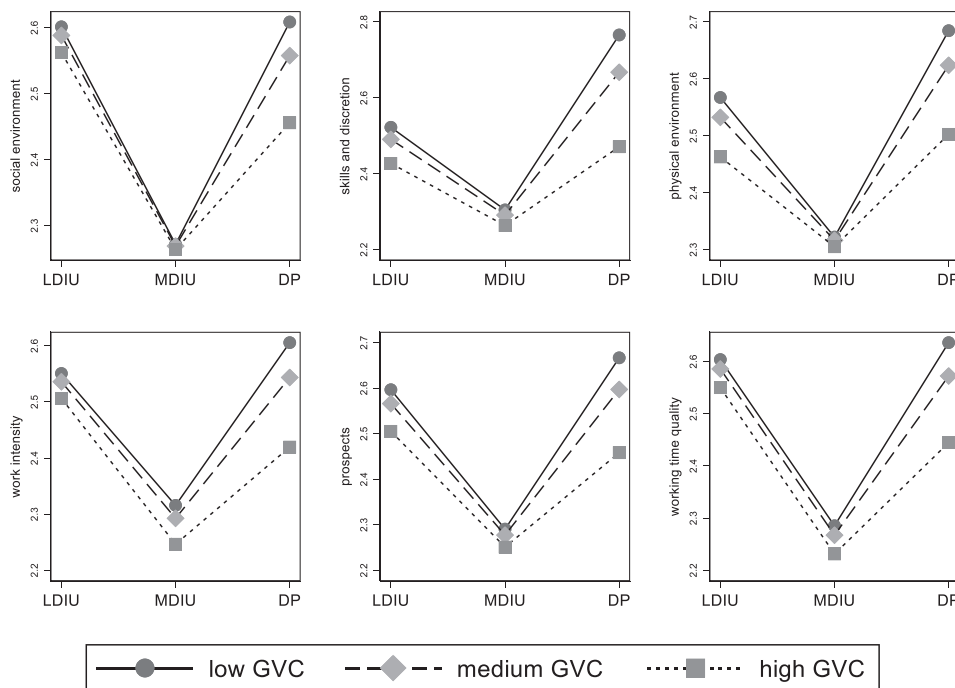 social environment
2.6
2.5
2.4
2.3
LDIU MDIU DP
skills and discretion
2.8
2.6
2.4
2.2
LDIU MDIU DP
physical environment
2.7
2.6
2.5
2.4
2.3
LDIU MDIU DP
work intensity
2.6
2.5
2.4
2.3
2.2
LDIU MDIU DP
prospects
2.7
2.6
2.5
2.4
2.3
2.2
LDIU MDIU DP
working time quality
2.6
2.5
2.4
2.3
2.2
LDIU MDIU DP
low GVC medium GVC high GVC